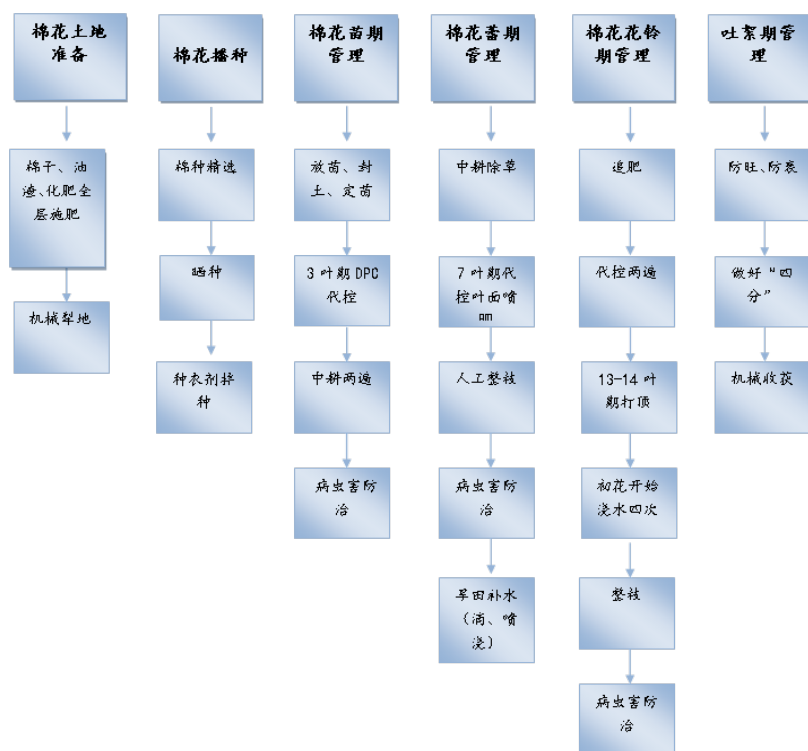 棉花土地
准备
棉花播种
棉花苗期
管理
棉花蓄期
管理
棉花花铃
期管理
吐絮期管
理
棉干、油
渣、化肥全
层施肥
机械犁地
棉种精选
晒种
种衣剂拌
种
放苗、封
土、定苗
3 叶期 DPC
代控
中耕两遍
病虫害防
治
中耕除草
7 叶期代
控叶面喷
人工整枝
病虫害防
治
旱田补水
(滴、喷
浇)
追肥
代控两遍
13-14 叶
期打顶
初花开始
浇水四次
整枝
病虫害防
治
防旺、防衰
做好“四
分”
机械收获